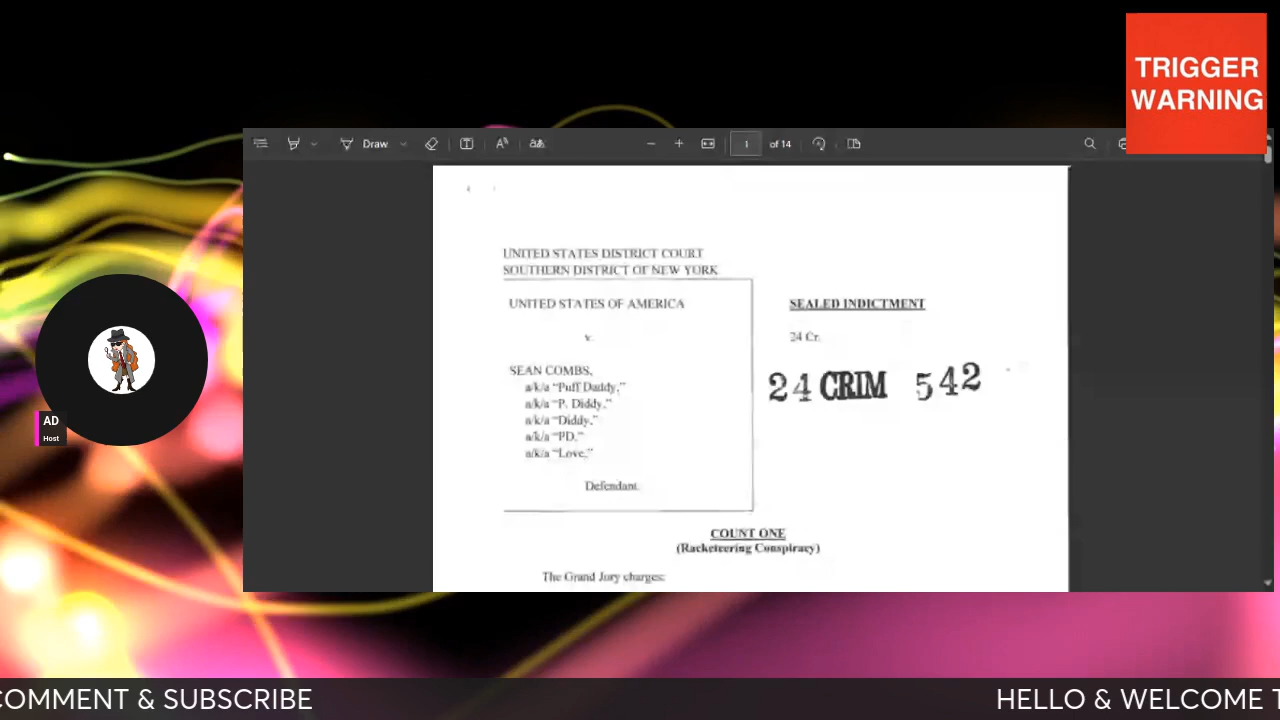 TRIGGER
WARNING
Draw
1 of 14
UNITED STATES DISTRICT COURT
SOUTHERN DISTRICT OF NEW YORK
UNITED STATES OF AMERICA
v.
SEAN COMBS,
a/k/a “Puff Daddy,”
a/k/a “P. Diddy,”
a/k/a “Diddy,”
a/k/a “PD,”
a/k/a “Love,”
Defendant.
SEALED INDICTMENT
24 Cr.
24 CRIM 542
COUNT ONE
(Racketeering Conspiracy)
The Grand Jury charges:
AD
Host
COMMENT & SUBSCRIBE
HELLO & WELCOME T